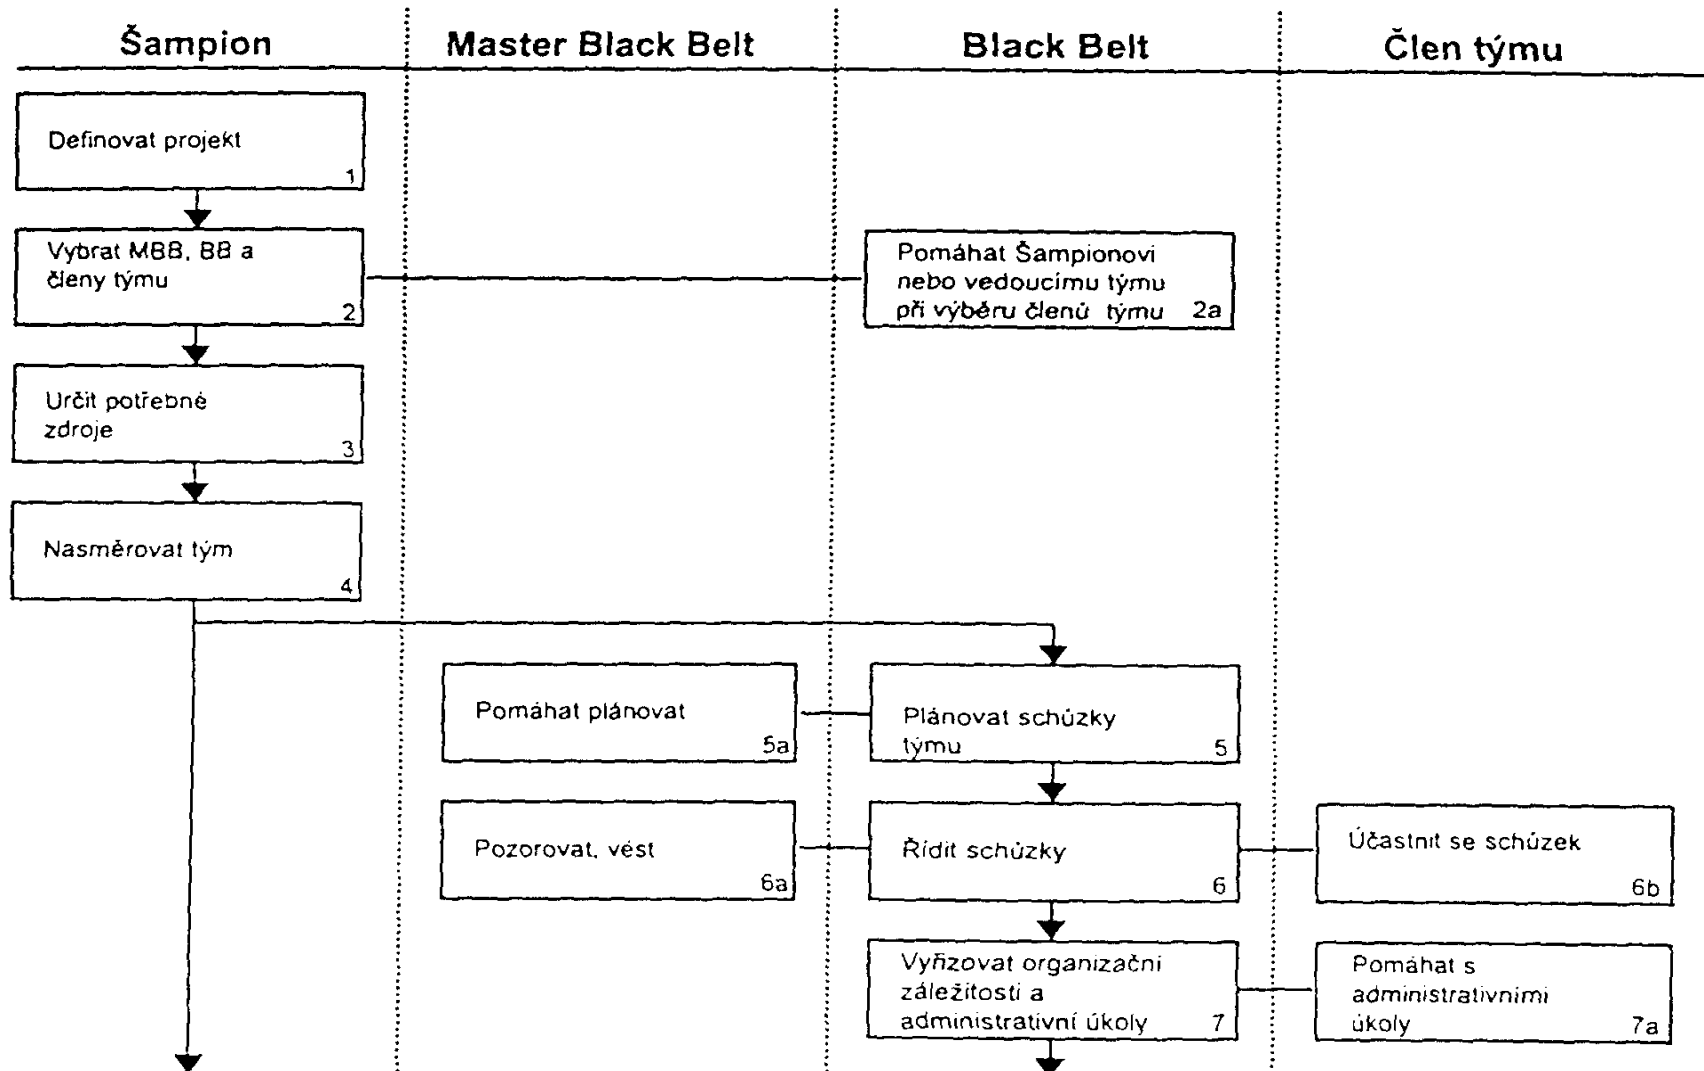 Šampion
Master Black Belt
Black Belt
Člen týmu
Definovat projekt
1
Vybrat MBB, BB a
členy týmu
2
Pomáhat Šampionovi
nebo vedoucímu týmu
při výběru členů týmu 2a
Určit potřebné
zdroje
3
Nasměrovat tým
4
Pomáhat plánovat
5a
Plánovat schůzky
týmu 5
Pozorovat, vést
6a
Řídit schůzky
6
Účastnit se schůzek
6b
Vyřizovat organizační
záležitosti a
administrativní úkoly 7
Pomáhat s
administrativními
úkoly 7a